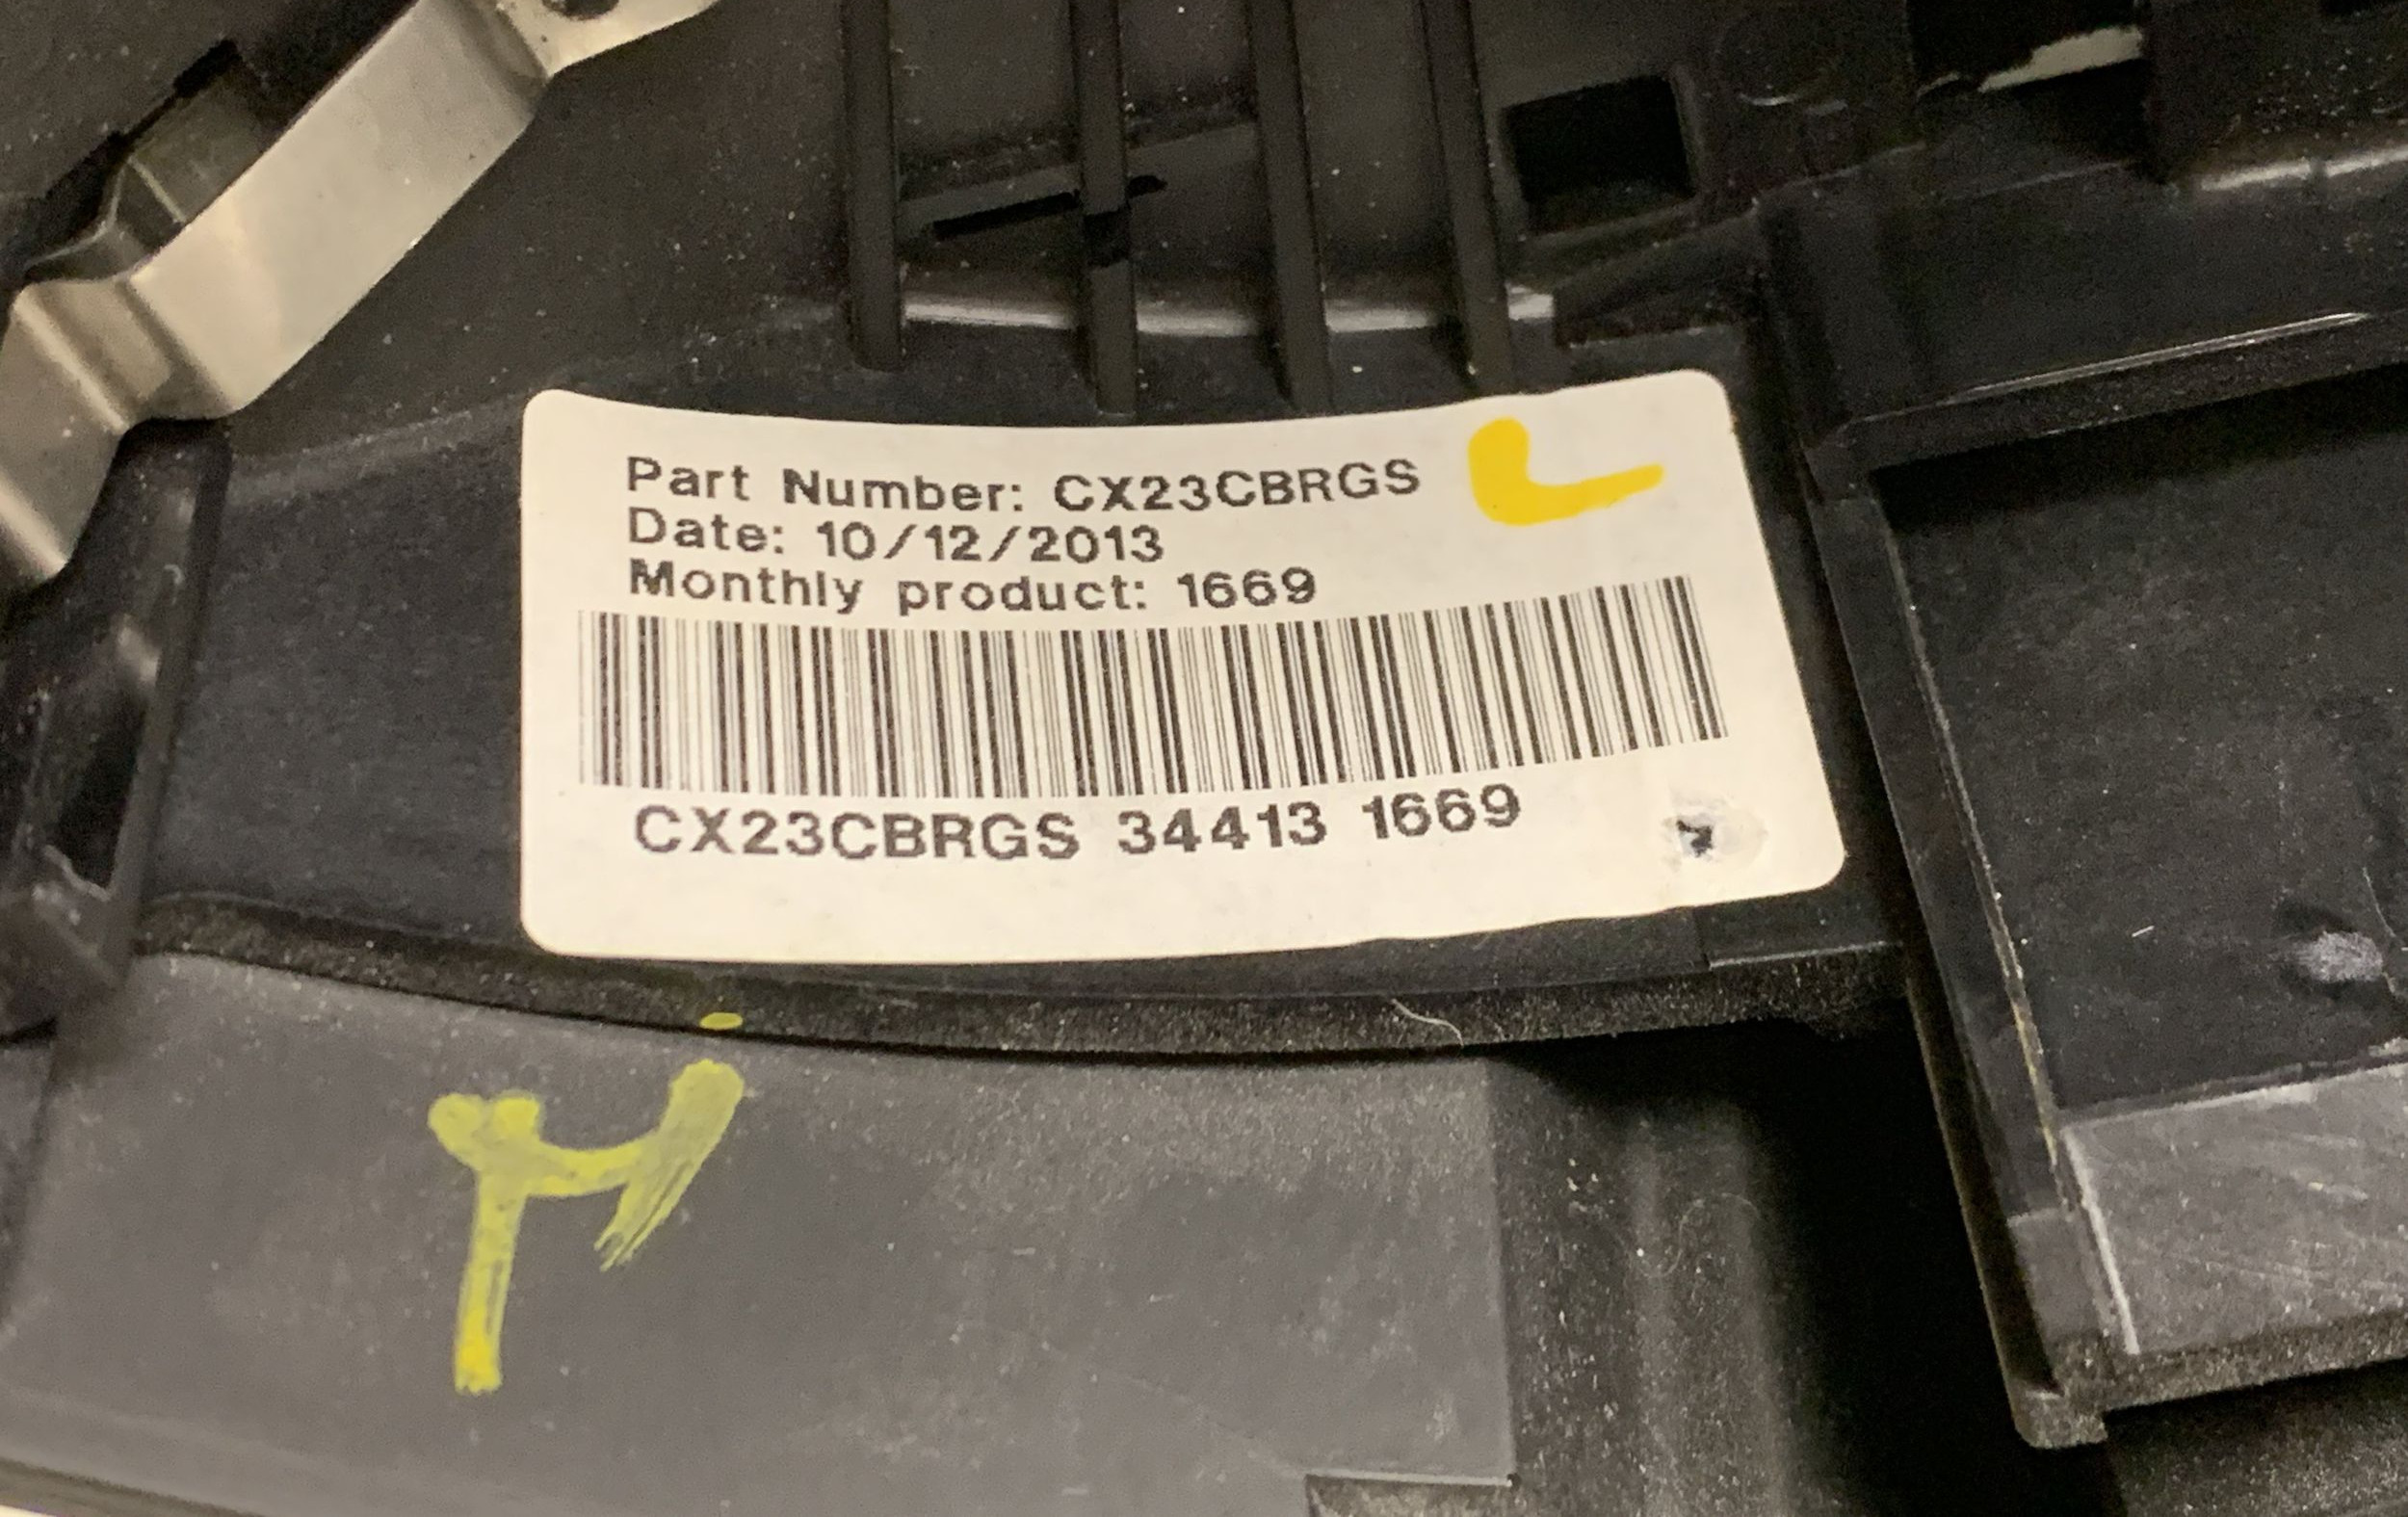 Part Number: CX23CBRGS
Date: 10/12/2013
Monthly product: 1669
CX23CBRGS 34413 1669